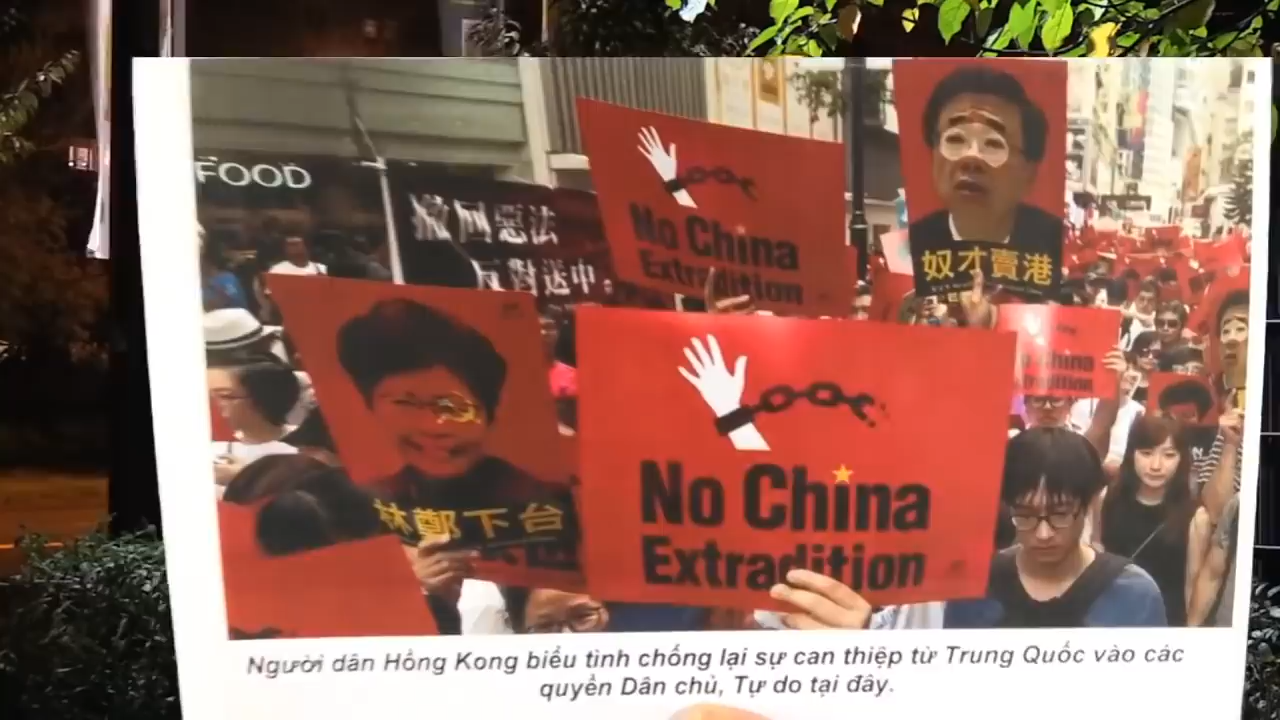 FOOD
撤回惡法
反對送中。
No China
Extradition
奴才賣港
No China
Extradition
林鄭下台
No China
Extradition
Người dân Hồng Kong biểu tình chống lại sự can thiệp từ Trung Quốc vào các
quyền Dân chủ, Tự do tại đây.